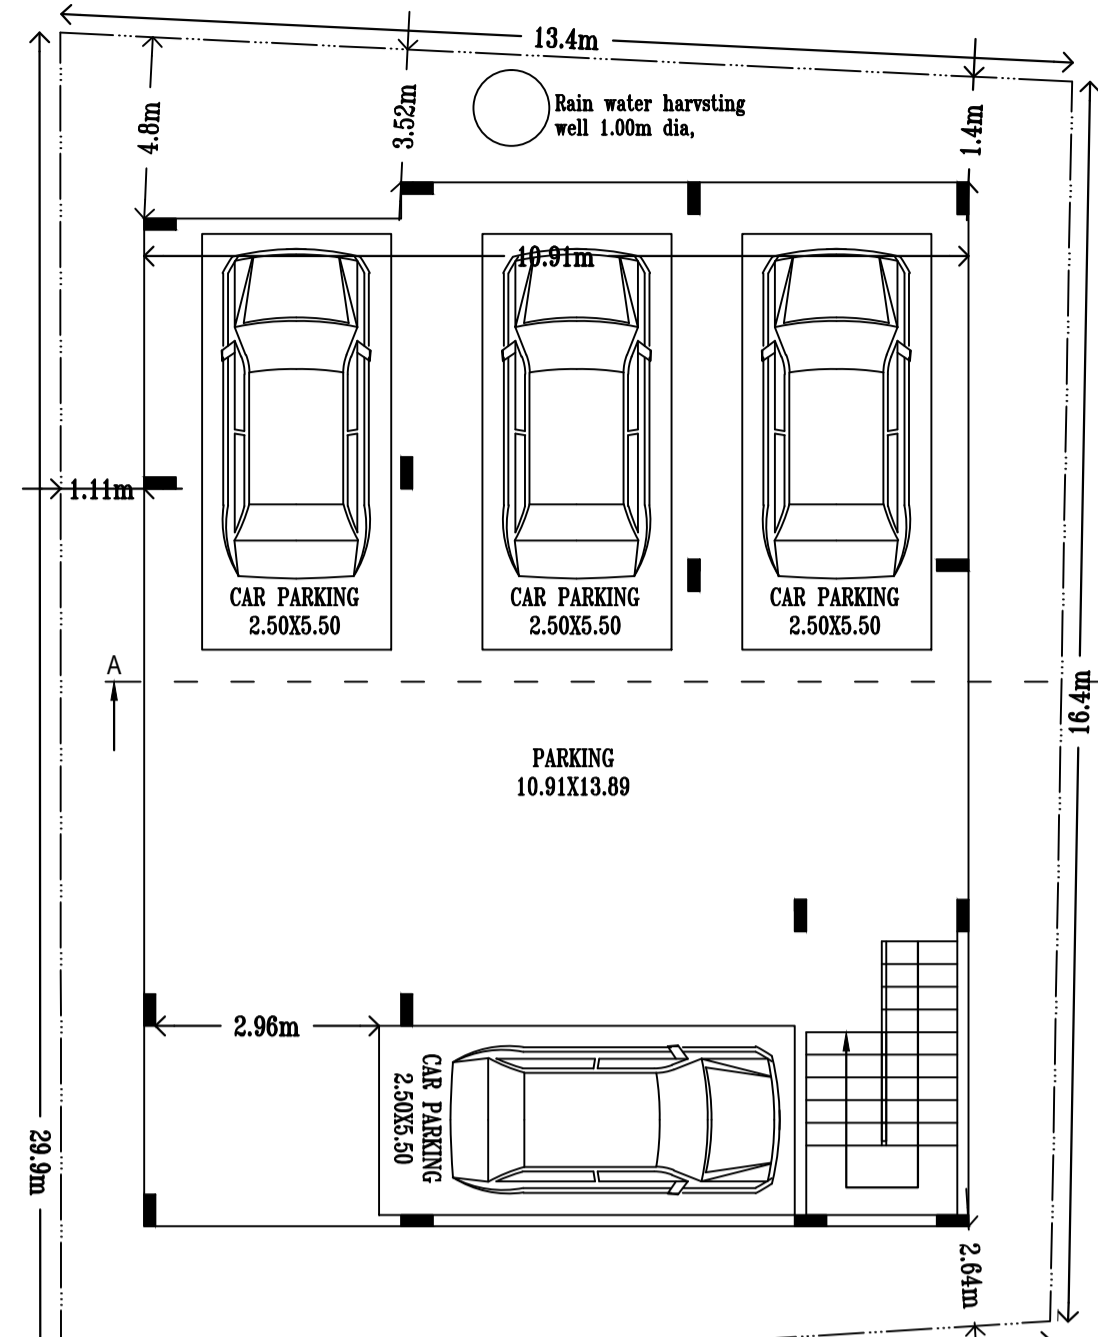 13.4m
4.8m
3.52m
Rain water harvsting
well 1.00m dia,
1.4m
10.91m
1.11m
CAR PARKING
2.50X5.50
CAR PARKING
2.50X5.50
CAR PARKING
2.50X5.50
A
16.4m
PARKING
10.91X13.89
2.96m
CAR PARKING
2.50X5.50
29.9m
2.64m